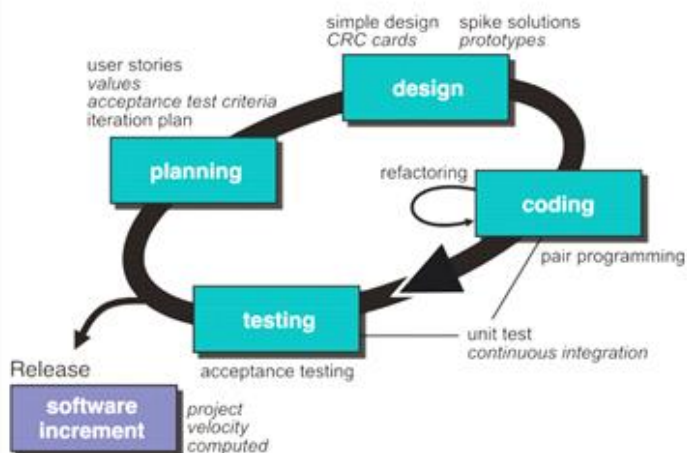 simple design
CRC cards
spike solutions
prototypes
design
user stories
values
acceptance test criteria
iteration plan
planning
refactoring
coding
pair programming
testing
unit test
continuous integration
acceptance testing
Release
software
increment
project
velocity
computed